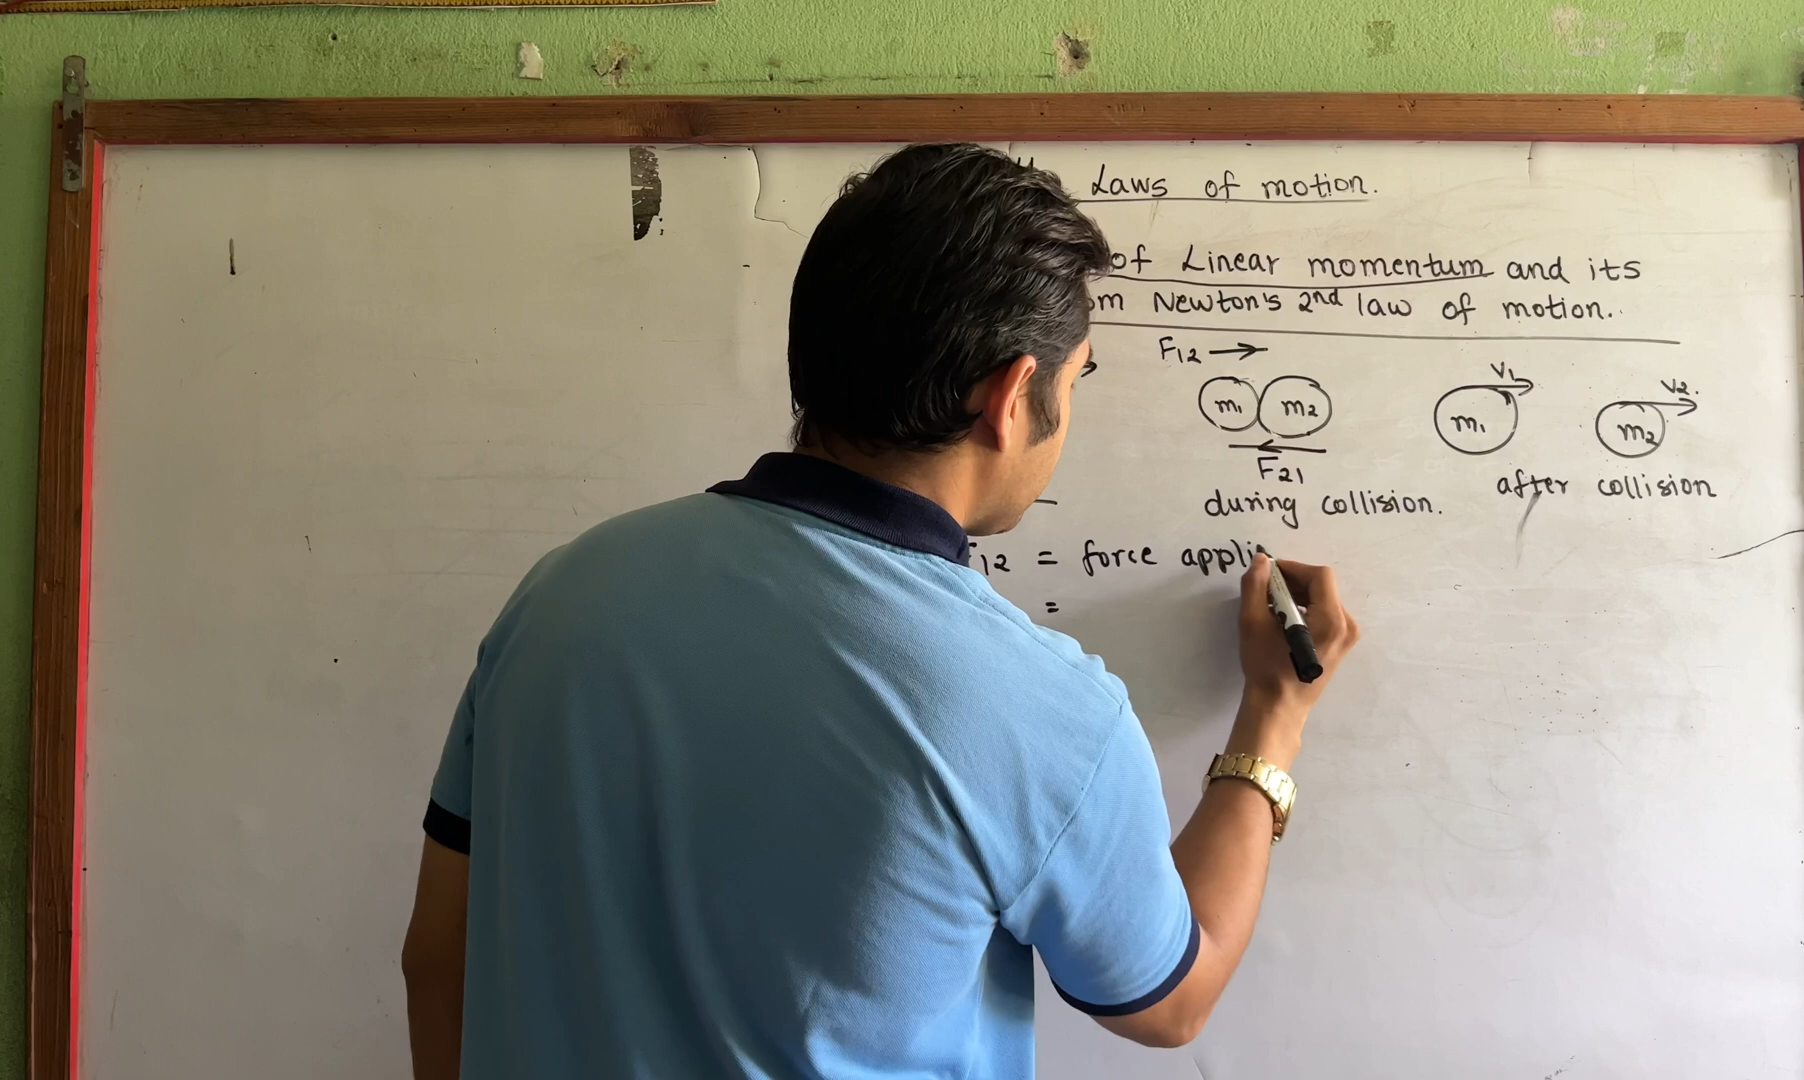 Laws of motion.
of Linear momentum and its
Newton's 2nd law of motion.
F12
m1 m2
F21
during collision.
V1 V2.
m1 m2
after collision
F12 = force appli
=